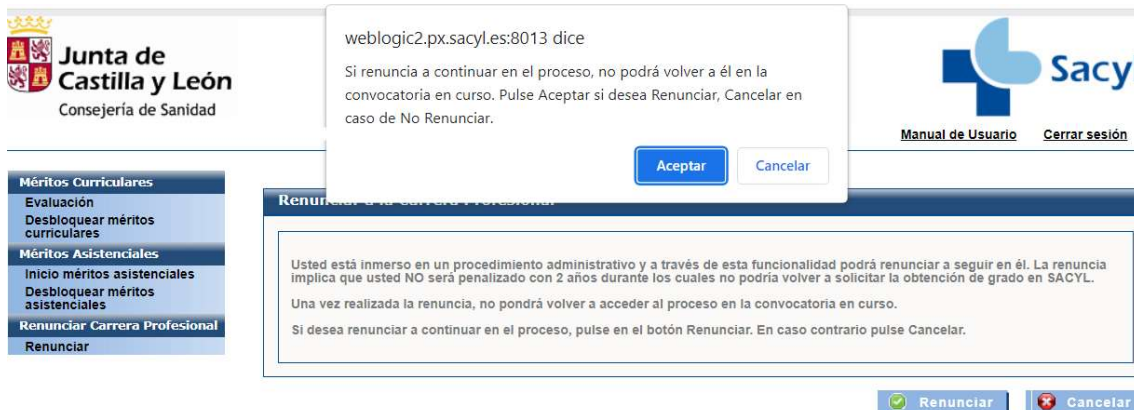 Junta de
Castilla y León
Consejería de Sanidad
weblogic2.px.sacyl.es:8013 dice
Si renuncia a continuar en el proceso, no podrá volver a él en la
convocatoria en curso. Pulse Aceptar si desea Renunciar, Cancelar en
caso de No Renunciar.
Aceptar
Cancelar
Sacy
Manual de Usuario
Cerrar sesión
Méritos Curriculares
Evaluación
Desbloquear méritos
curriculares
Méritos Asistenciales
Inicio méritos asistenciales
Desbloquear méritos
asistenciales
Renunciar Carrera Profesional
Renunciar
Renunciar a la Carrera Profesional
Usted está inmerso en un procedimiento administrativo y a través de esta funcionalidad podrá renunciar a seguir en él. La renuncia
implica que usted NO será penalizado con 2 años durante los cuales no podría volver a solicitar la obtención de grado en SACYL.
Una vez realizada la renuncia, no pondrá volver a acceder al proceso en la convocatoria en curso.
Si desea renunciar a continuar en el proceso, pulse en el botón Renunciar. En caso contrario pulse Cancelar.
Renunciar
Cancelar